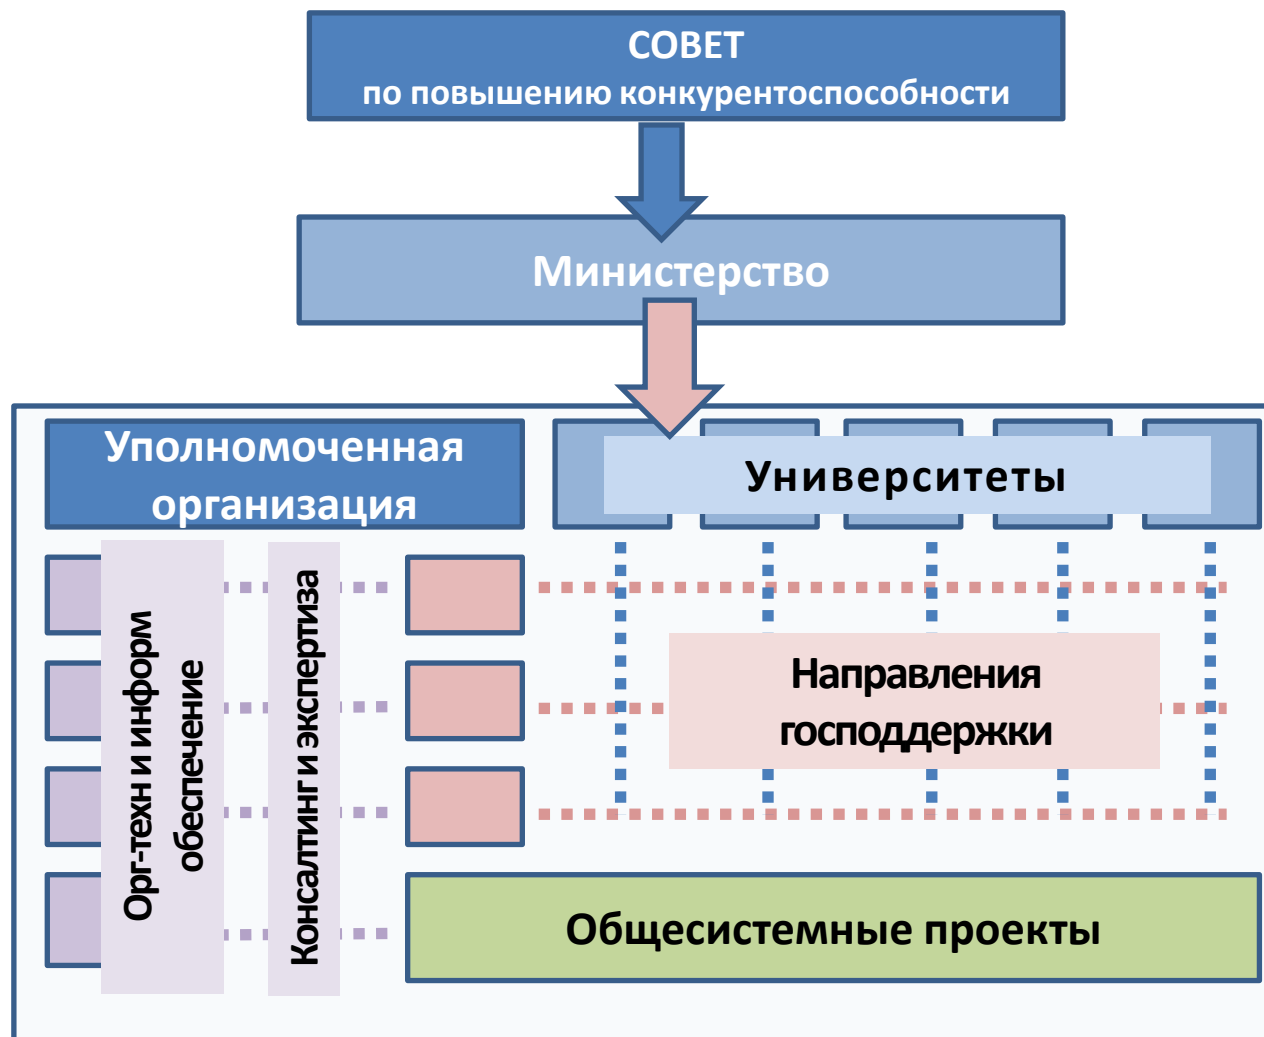 СОВЕТ
по повышению конкурентоспособности
Министерство
Уполномоченная
организация
Университеты
Орг-техн и информ
обеспечение
Консалтинг и экспертиза
Направления
господдержки
Общесистемные проекты